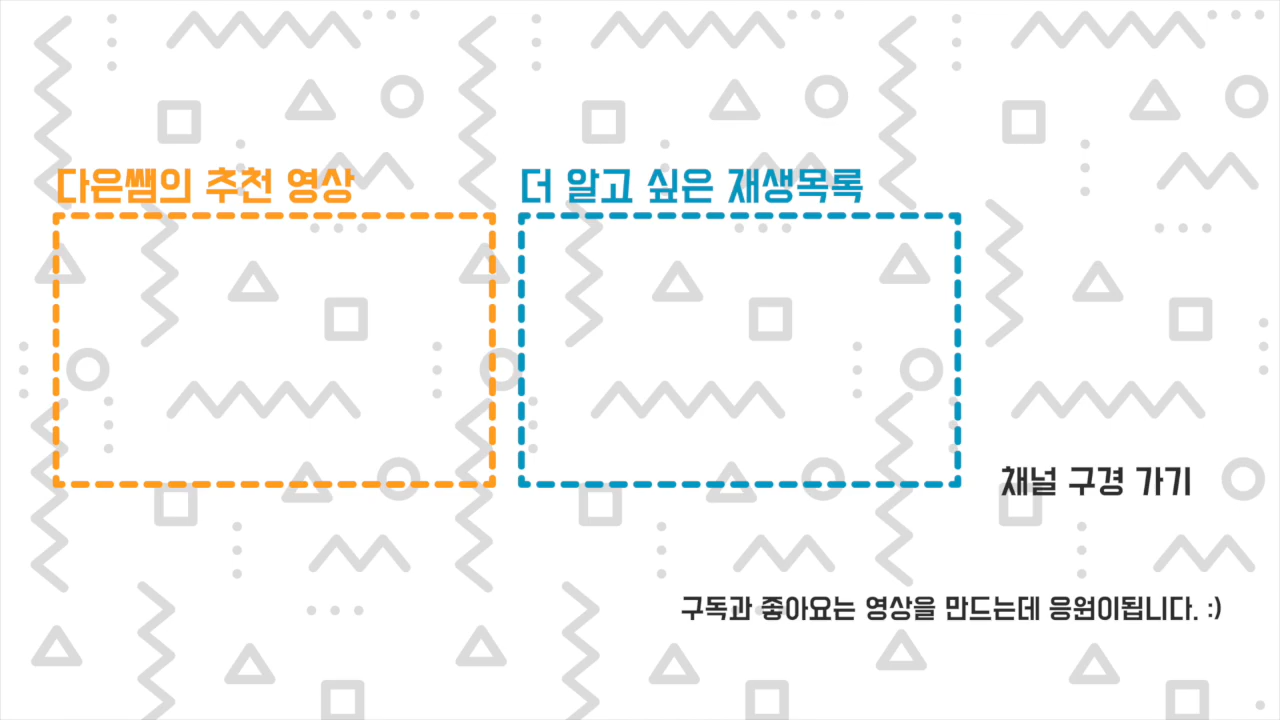 다은쌤의 추천 영상
더 알고 싶은 재생목록
채널 구경 가기
구독과 좋아요는 영상을 만드는데 응원이됩니다. :)